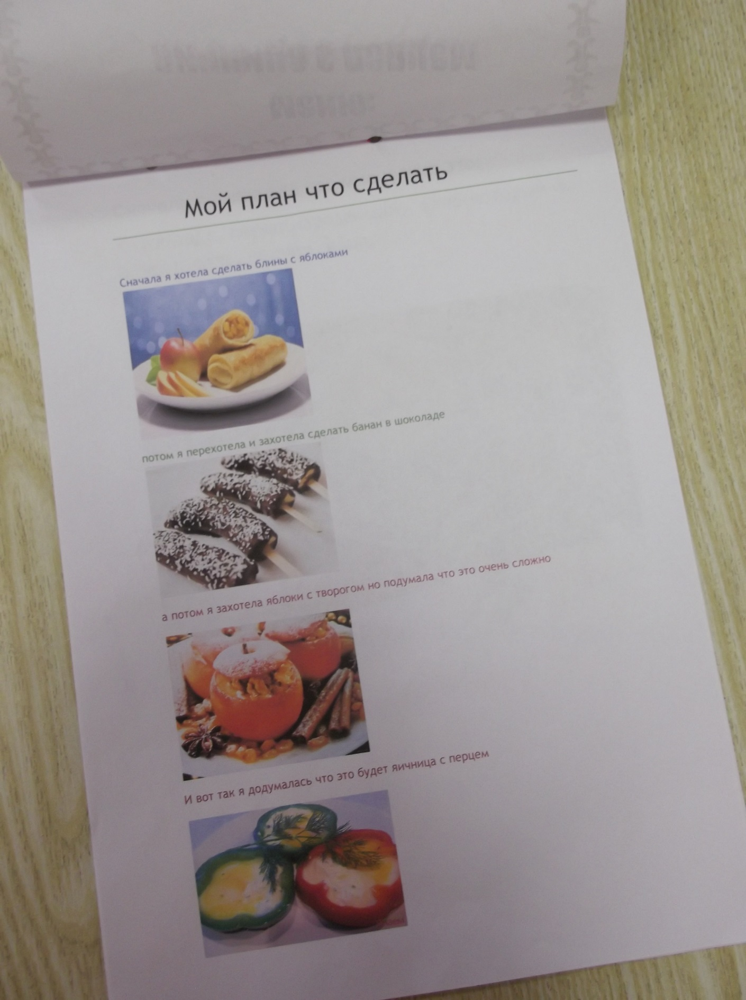 Мой план что сделать
Сначала я хотела сделать блины с яблоками
потом я перехотела и захотела сделать банан в шоколаде
а потом я захотела яблоки с творогом но подумала что это очень сложно
И вот так я додумалась что это будет яичница с перцем